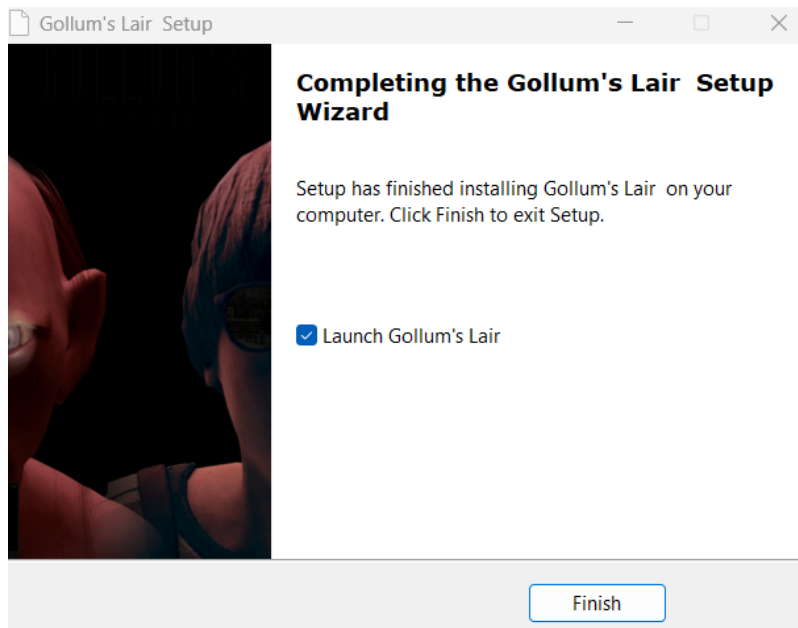 Gollum's Lair  Setup
Completing the Gollum's Lair  Setup
Wizard
Setup has finished installing Gollum's Lair  on your
computer. Click Finish to exit Setup.
Launch Gollum's Lair
Finish